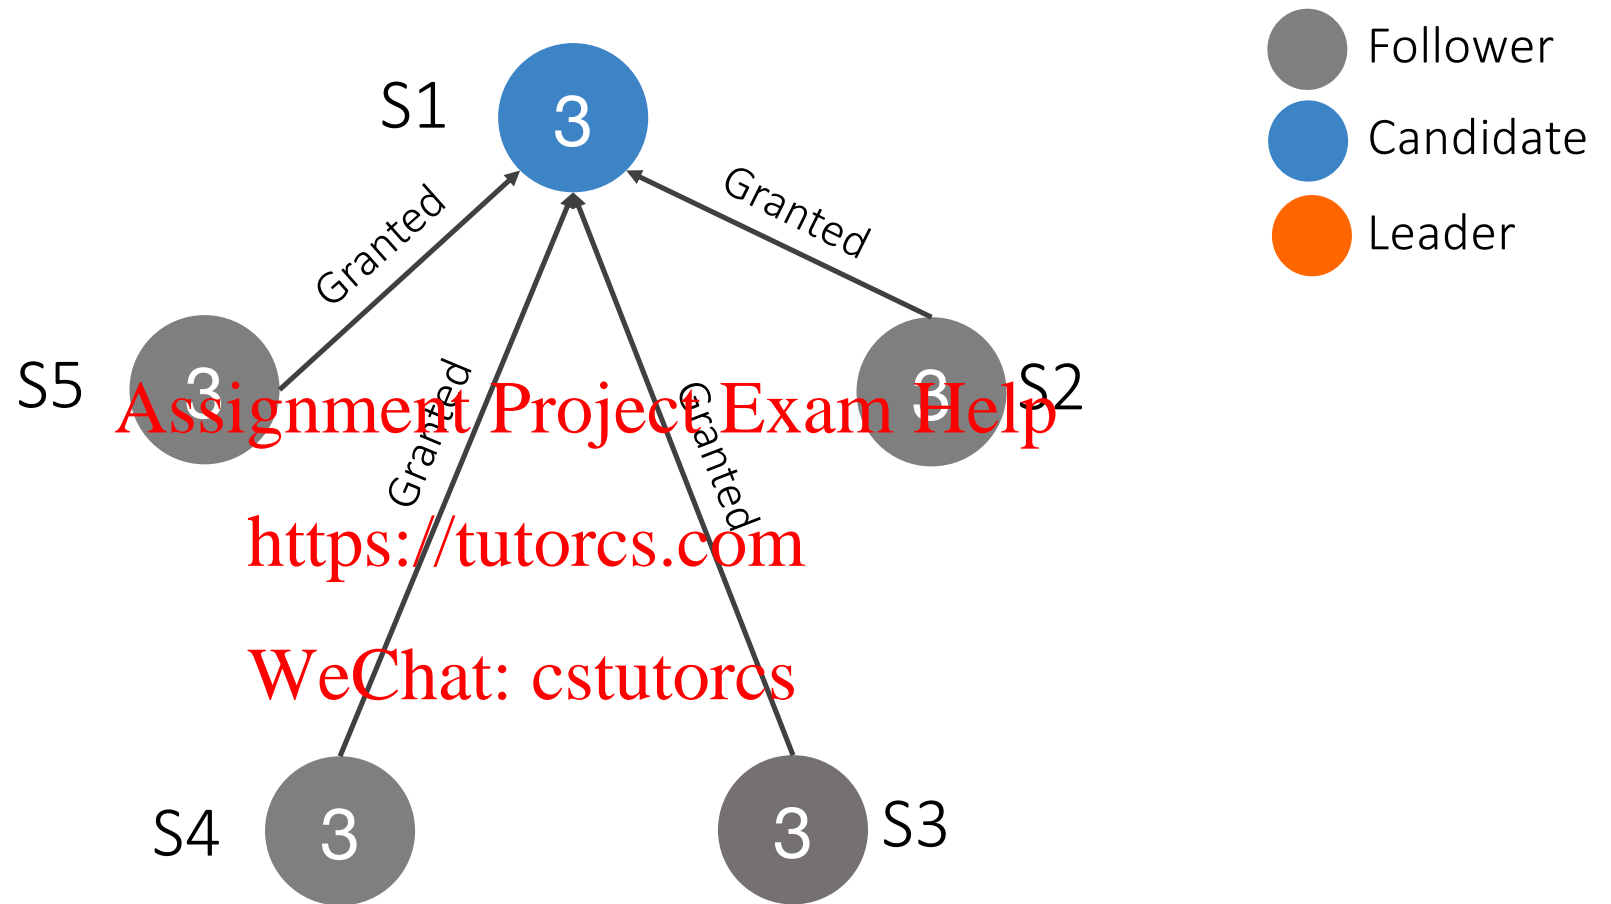 Follower
S1
3
Candidate
Granted
Granted
Leader
S5
3
Granted
Granted
3
S2
Assignment Project Exam Help
https://tutorcs.com
WeChat: cstutorcs
S4
3
3
S3